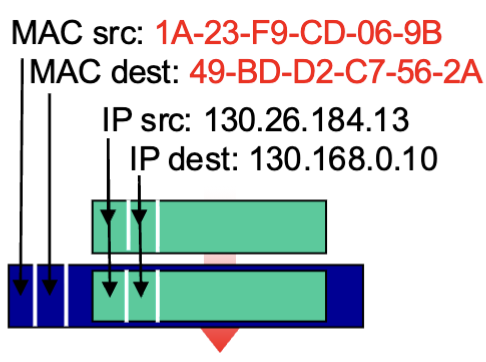 MAC src: 1A-23-F9-CD-06-9B
MAC dest: 49-BD-D2-C7-56-2A
IP src: 130.26.184.13
IP dest: 130.168.0.10